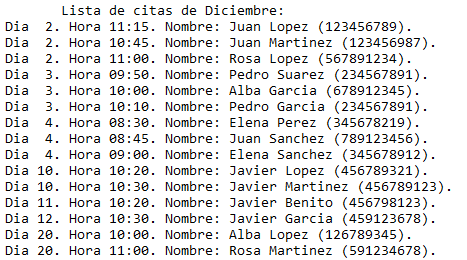 Lista de citas de Diciembre:
Dia  2. Hora 11:15. Nombre: Juan Lopez (123456789).
Dia  2. Hora 10:45. Nombre: Juan Martinez (123456987).
Dia  2. Hora 11:00. Nombre: Rosa Lopez (567891234).
Dia  3. Hora 09:50. Nombre: Pedro Suarez (234567891).
Dia  3. Hora 10:00. Nombre: Alba Garcia (678912345).
Dia  3. Hora 10:10. Nombre: Pedro Garcia (234567891).
Dia  4. Hora 08:30. Nombre: Elena Perez (345678219).
Dia  4. Hora 08:45. Nombre: Juan Sanchez (789123456).
Dia  4. Hora 09:00. Nombre: Elena Sanchez (345678912).
Dia 10. Hora 10:20. Nombre: Javier Lopez (456789321).
Dia 10. Hora 10:30. Nombre: Javier Martinez (456789123).
Dia 11. Hora 10:20. Nombre: Javier Benito (456798123).
Dia 12. Hora 10:30. Nombre: Javier Garcia (459123678).
Dia 20. Hora 10:00. Nombre: Alba Lopez (126789345).
Dia 20. Hora 11:00. Nombre: Rosa Martinez (591234678).